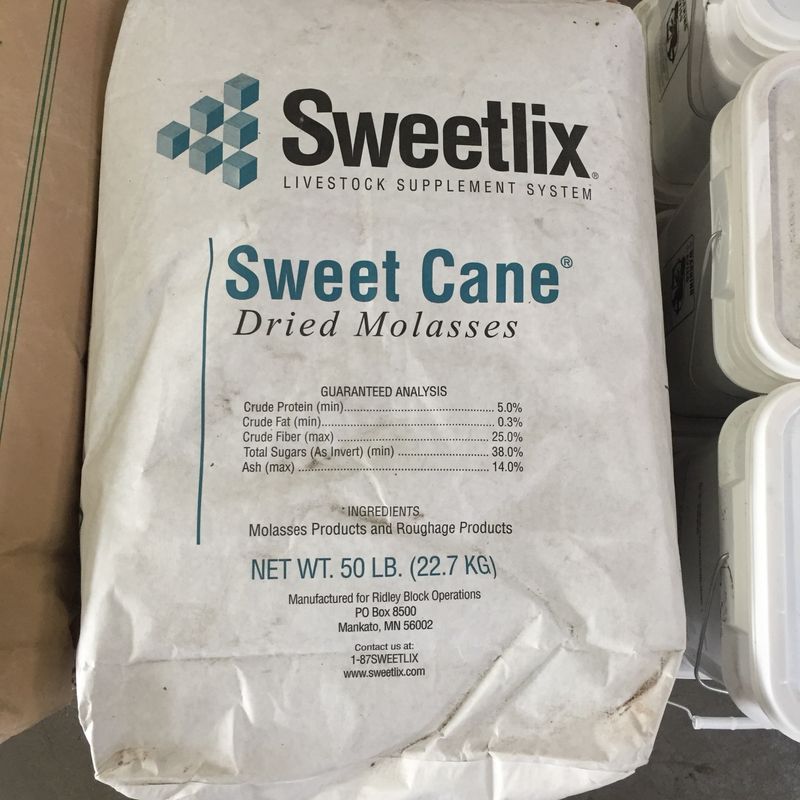 Sweetlix®
LIVESTOCK SUPPLEMENT SYSTEM
Sweet Cane®
Dried Molasses
GUARANTEED ANALYSIS
Crude Protein (min)................................................ 5.0%
Crude Fat (min)....................................................... 0.3%
Crude Fiber (max) ................................................ 25.0%
Total Sugars (As Invert) (min) .............................. 38.0%
Ash (max) ............................................................. 14.0%
INGREDIENTS
Molasses Products and Roughage Products
NET WT. 50 LB. (22.7 KG)
Manufactured for Ridley Block Operations
PO Box 8500
Mankato, MN 56002
Contact us at:
1-87SWEETLIX
www.sweetlix.com
WARNING